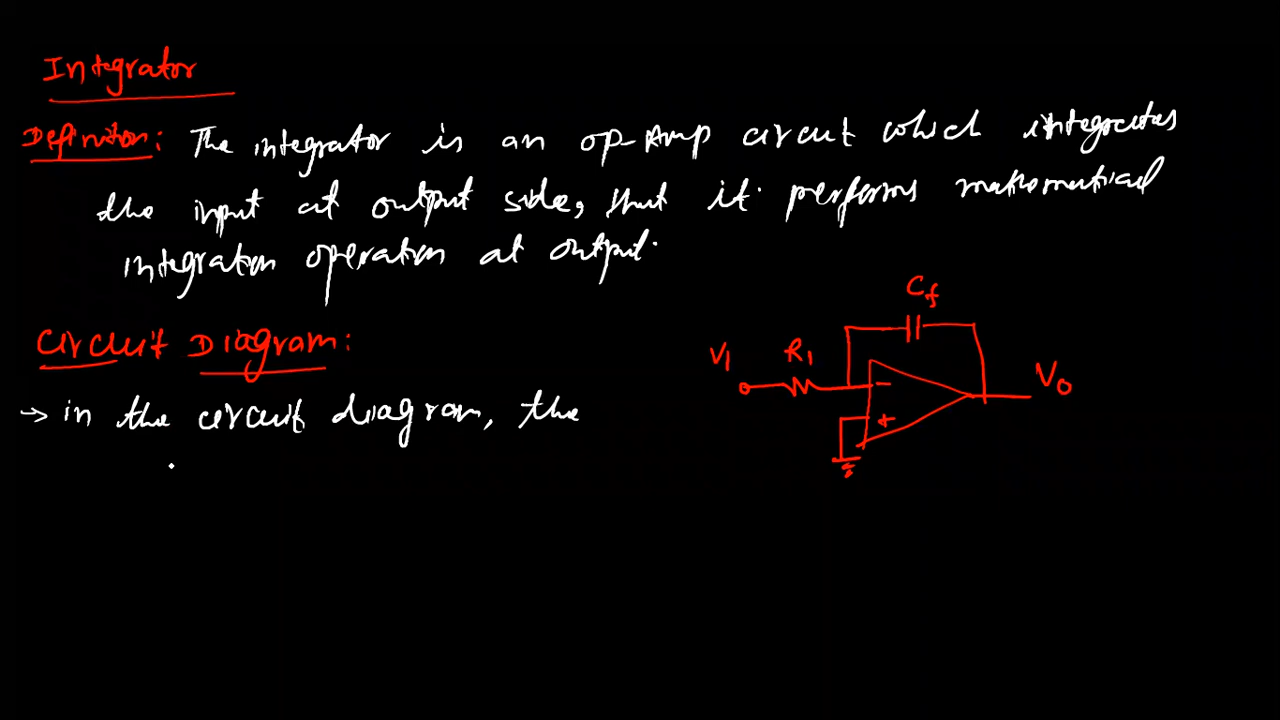 Integrator
Definition: The integrator is an op-Amp circuit which integrates
the input at output side, that it performs mathematical
integration operation at output.
Circuit Diagram:
→ in the circuit diagram, the
Cf
V1 R1
- V0
+